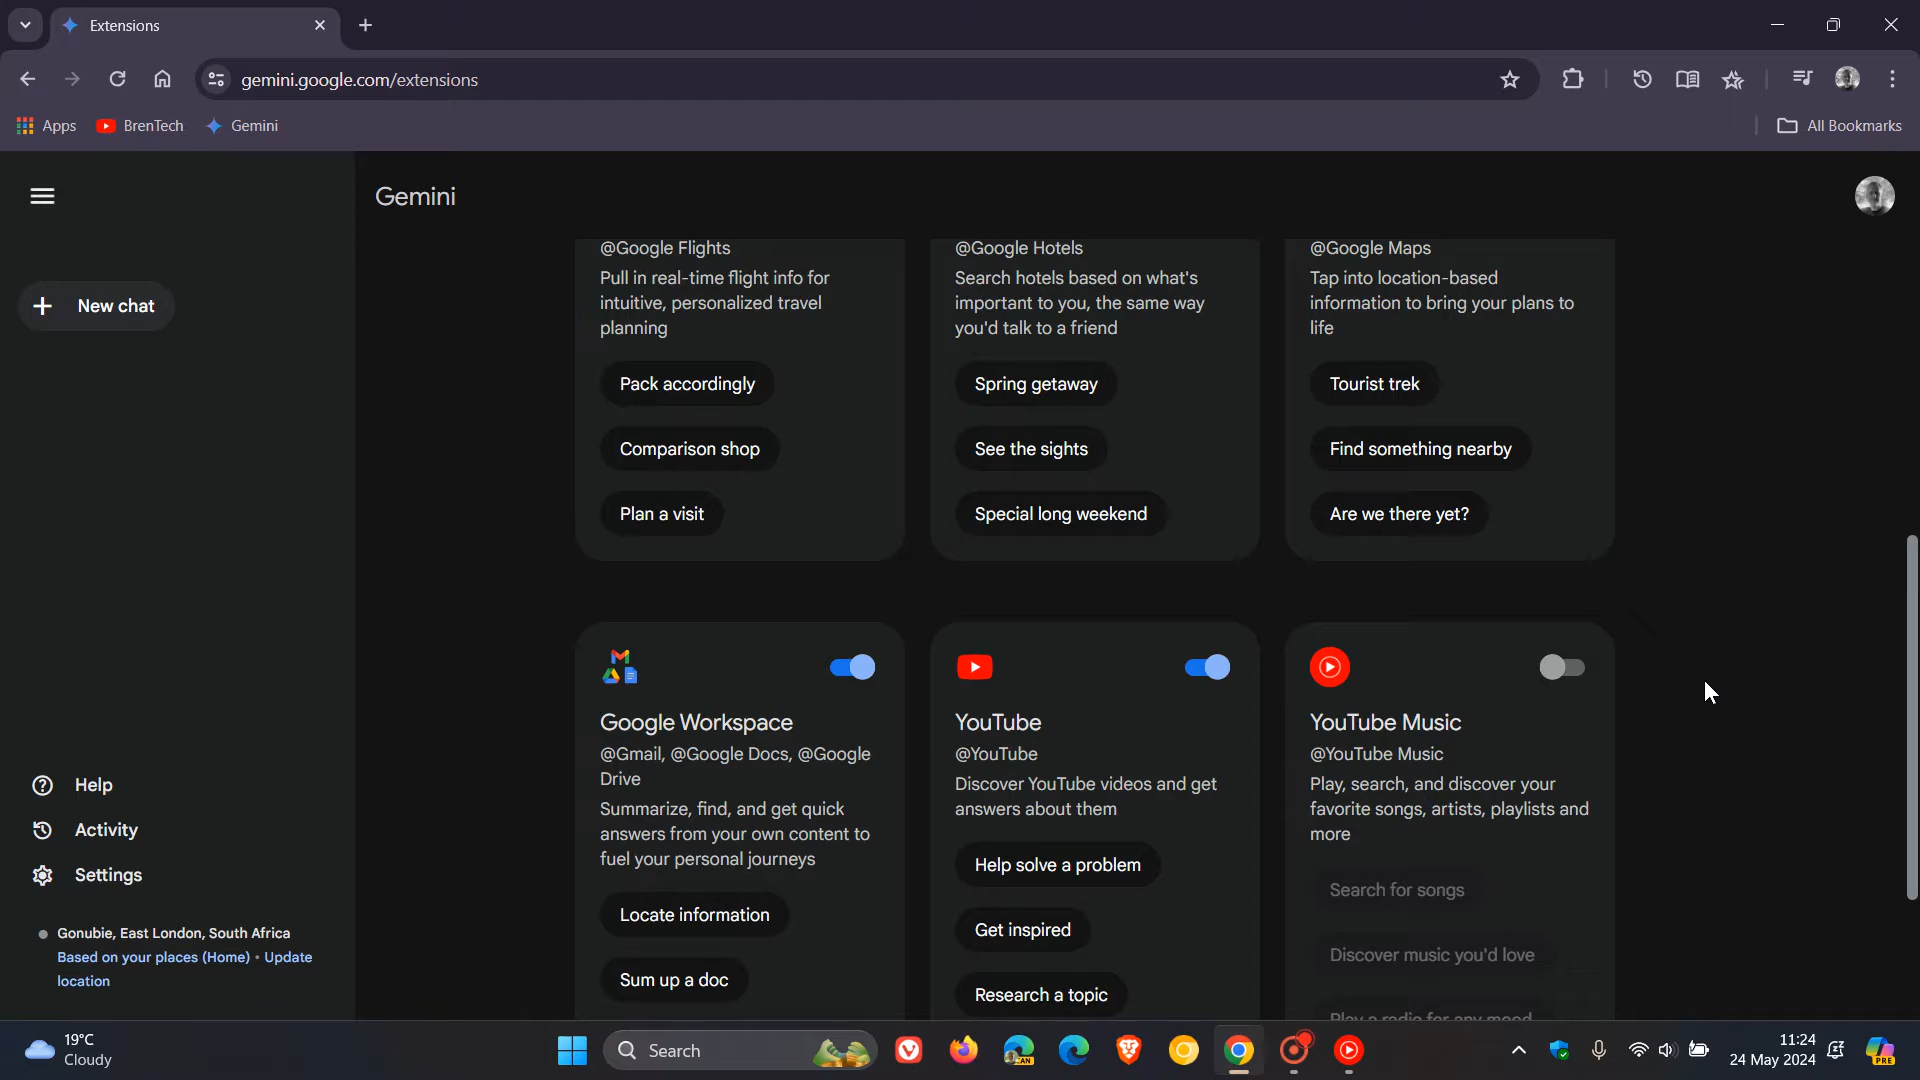 Extensions
gemini.google.com/extensions
Apps
BrenTech
Gemini
All Bookmarks
Gemini
New chat
@Google Flights
Pull in real-time flight info for
intuitive, personalized travel
planning
Pack accordingly
Comparison shop
Plan a visit
@Google Hotels
Search hotels based on what's
important to you, the same way
you'd talk to a friend
Spring getaway
See the sights
Special long weekend
@Google Maps
Tap into location-based
information to bring your plans to
life
Tourist trek
Find something nearby
Are we there yet?
Google Workspace
@Gmail, @Google Docs, @Google
Drive
Summarize, find, and get quick
answers from your own content to
fuel your personal journeys
Locate information
Sum up a doc
YouTube
@YouTube
Discover YouTube videos and get
answers about them
Help solve a problem
Get inspired
Research a topic
YouTube Music
@YouTube Music
Play, search, and discover your
favorite songs, artists, playlists and
more
Search for songs
Discover music you'd love
Play a radio for any mood
Help
Activity
Settings
Gonubie, East London, South Africa
Based on your places (Home) • Update
location
19°C
Cloudy
Search
CAN
11:24
24 May 2024
PRE